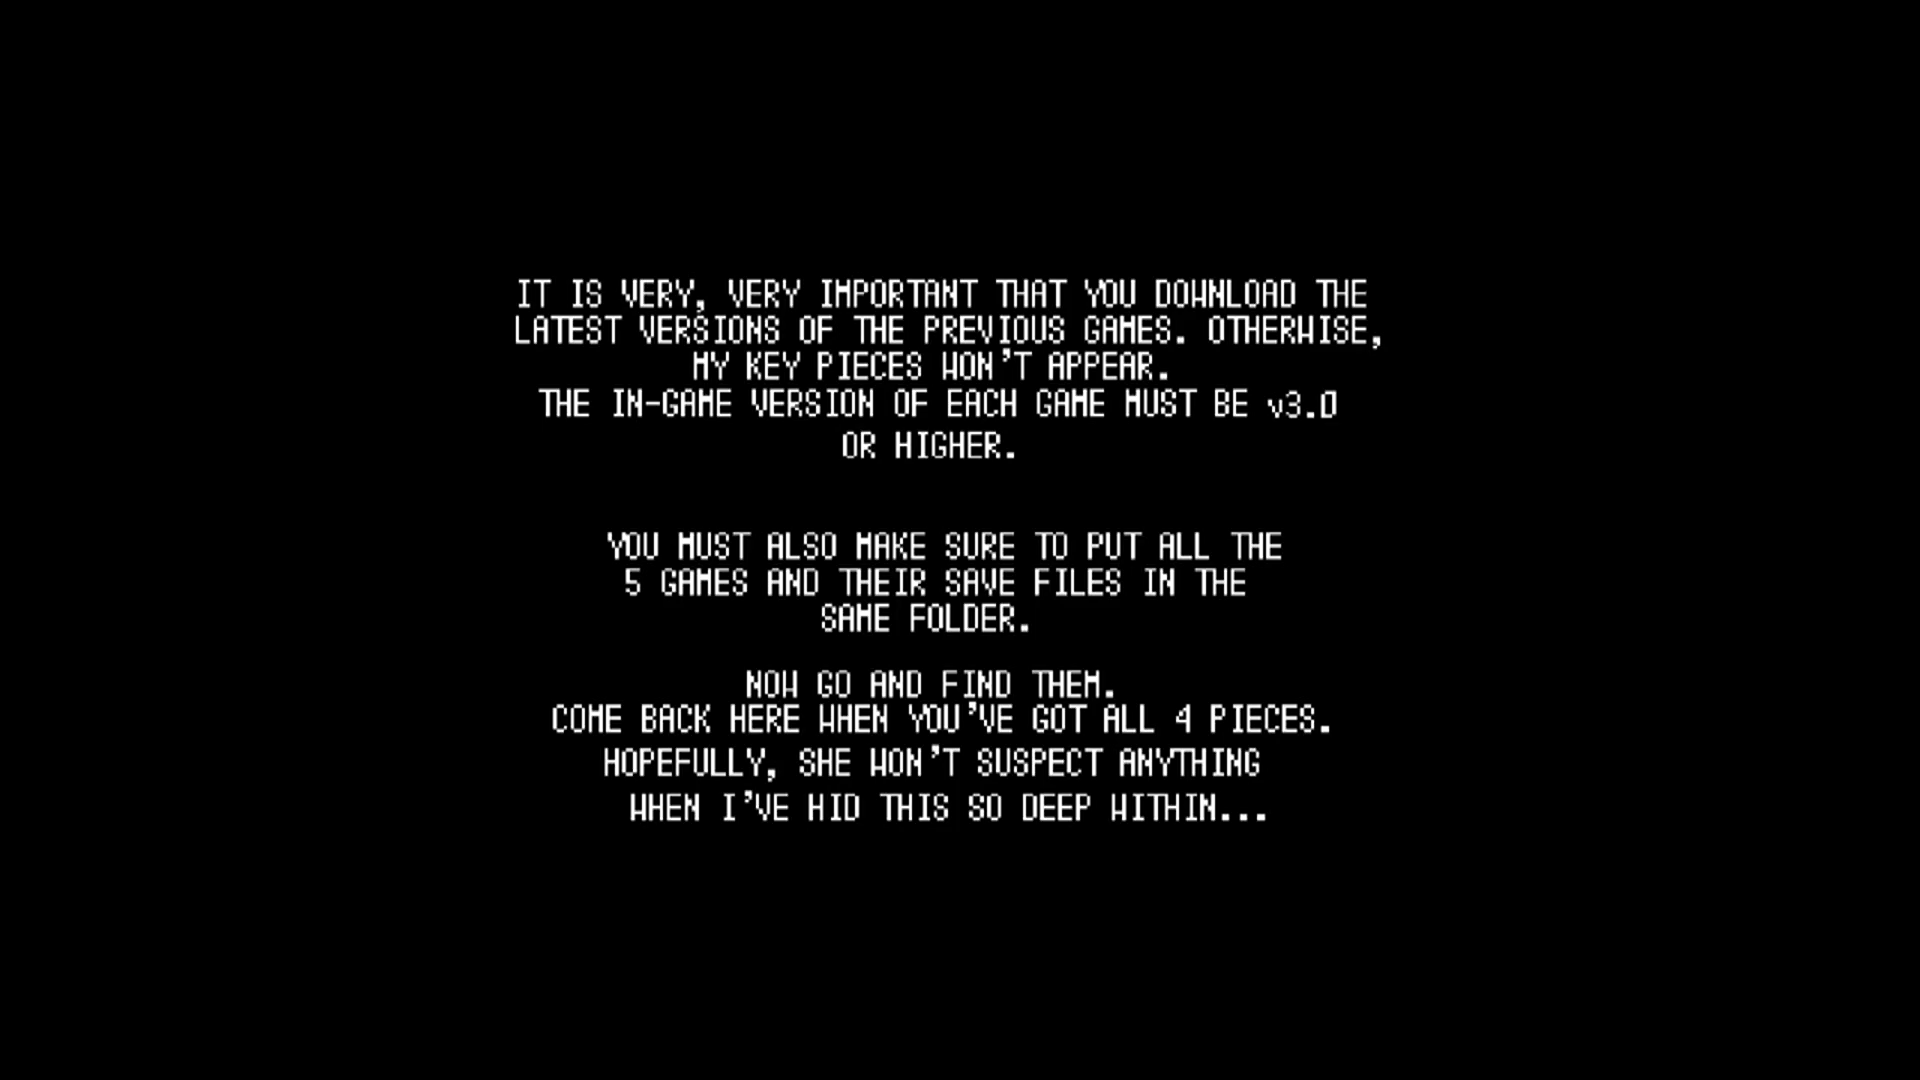 IT IS VERY, VERY IMPORTANT THAT YOU DOWNLOAD THE
LATEST VERSIONS OF THE PREVIOUS GAMES. OTHERWISE,
MY KEY PIECES WON'T APPEAR.
THE IN-GAME VERSION OF EACH GAME MUST BE v3.0
OR HIGHER.
YOU MUST ALSO MAKE SURE TO PUT ALL THE
5 GAMES AND THEIR SAVE FILES IN THE
SAME FOLDER.
NOW GO AND FIND THEM.
COME BACK HERE WHEN YOU'VE GOT ALL 4 PIECES.
HOPEFULLY, SHE WON'T SUSPECT ANYTHING
WHEN I'VE HID THIS SO DEEP WITHIN...